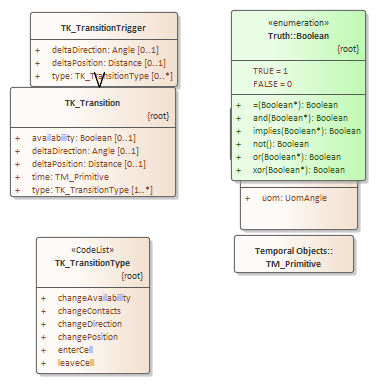 TK_TransitionTrigger
+ deltaDirection: Angle [0..1]
+ deltaPosition: Distance [0..1]
+ type: TK_TransitionType [0..*]
TK_Transition
{root}
+ availability: Boolean [0..1]
+ deltaDirection: Angle [0..1]
+ deltaPosition: Distance [0..1]
+ time: TM_Primitive
+ type: TK_TransitionType [1..*]
«CodeList»
TK_TransitionType
{root}
+ changeAvailability
+ changeContacts
+ changeDirection
+ changePosition
+ enterCell
+ leaveCell
«enumeration»
Truth::Boolean
{root}
TRUE = 1
FALSE = 0
+ =(Boolean*): Boolean
+ and(Boolean*): Boolean
+ implies(Boolean*): Boolean
+ not(): Boolean
+ or(Boolean*): Boolean
+ xor(Boolean*): Boolean
+ uom: UomAngle
Temporal Objects::
TM_Primitive